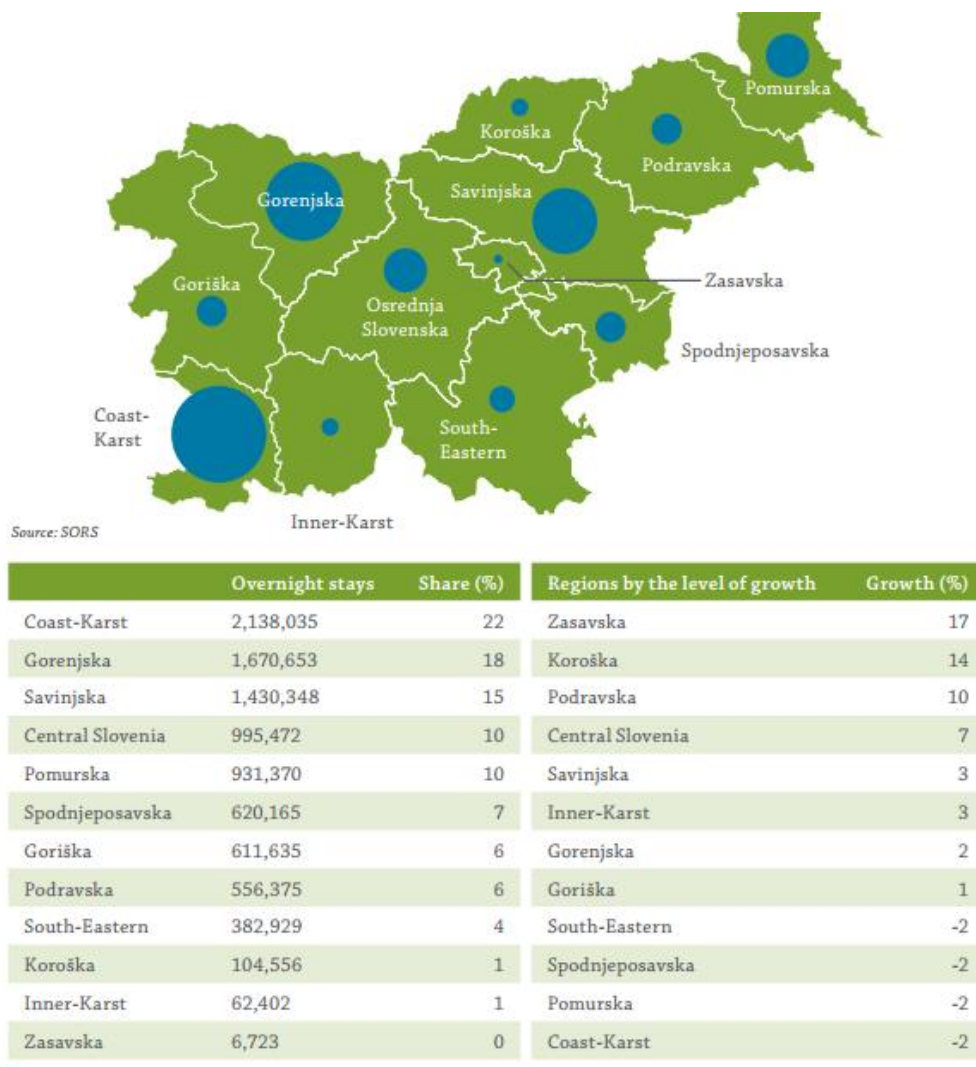 Pomurska
Koroška
Podravska
Gorenjska
Savinjska
Goriška
Zasavska
Osrednja
Slovenska
Spodnjeposavska
Coast-
Karst
South-
Eastern
Inner-Karst
Source: SORS
Overnight stays Share (%)
Coast-Karst 2,138,035 22
Gorenjska 1,670,653 18
Savinjska 1,430,348 15
Central Slovenia 995,472 10
Pomurska 931,370 10
Spodnjeposavska 620,165 7
Goriška 611,635 6
Podravska 556,375 6
South-Eastern 382,929 4
Koroška 104,556 1
Inner-Karst 62,402 1
Zasavska 6,723 0
Regions by the level of growth Growth (%)
Zasavska 17
Koroška 14
Podravska 10
Central Slovenia 7
Savinjska 3
Inner-Karst 3
Gorenjska 2
Goriška 1
South-Eastern -2
Spodnjeposavska -2
Pomurska -2
Coast-Karst -2